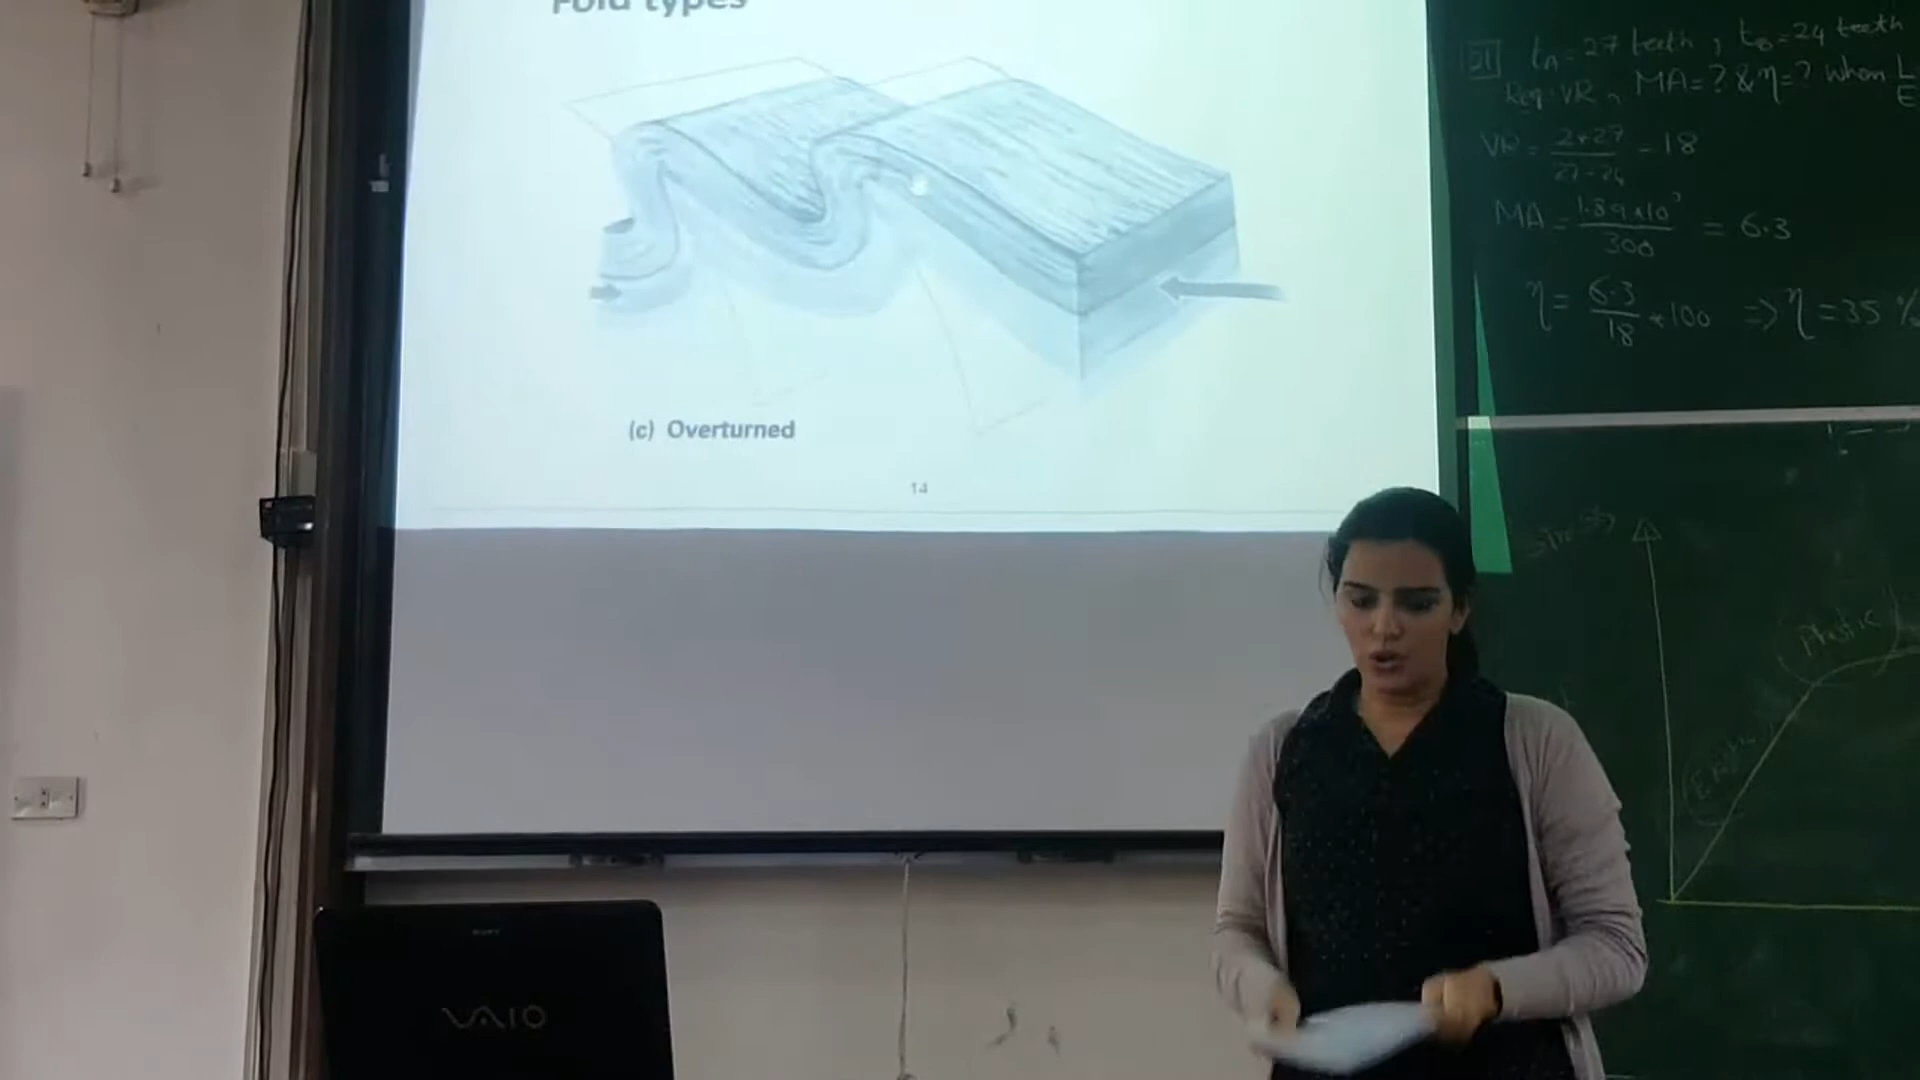 Fold types
(c) Overturned
14
21 tA = 27 teeth , tB = 24 teeth
Req: VR, MA = ? & η = ? when L
E
VR = 2*27 = 18
27-24
MA = 1.89*10³ = 6.3
300
η = 6.3 *100 => η = 35 %
18
Plastic
Elastic
SONY
VAIO